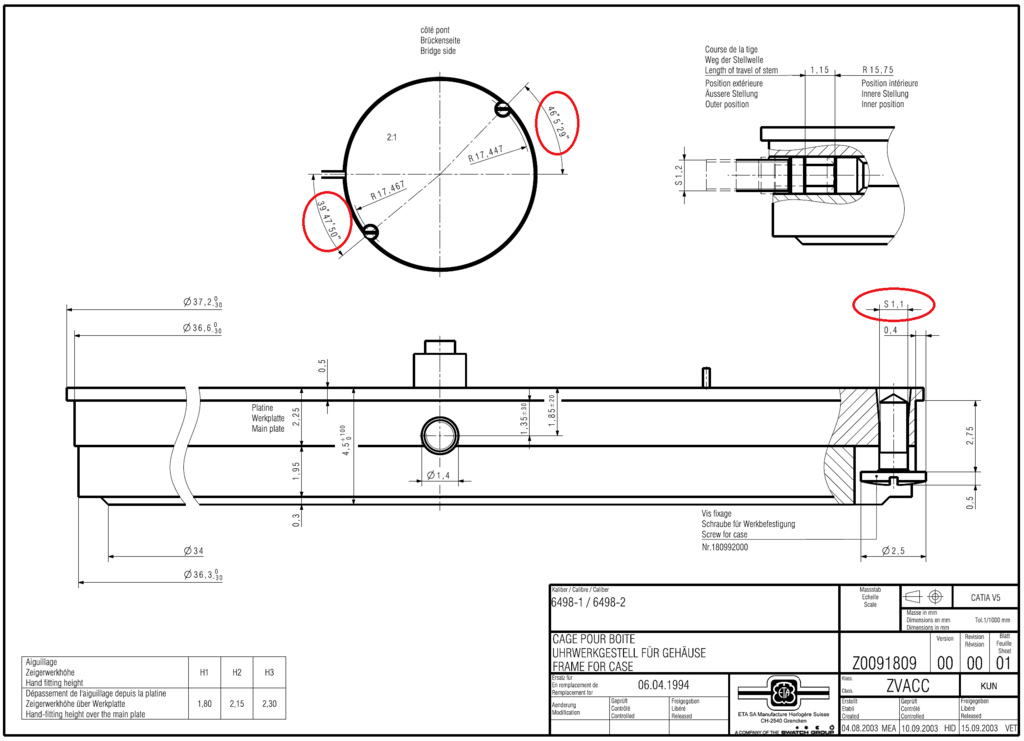 côté pont
Brückenseite
Bridge side
2:1
46°5'29"
R 17,447
R 17,467
39°47'50"
Course de la tige
Weg der Stellwelle
Length of travel of stem
1,15
R 15,75
Position extérieure
Äussere Stellung
Outer position
Position intérieure
Innere Stellung
Inner position
S 1,2
Ø 37,2 0 -30
Ø 36,6 0 -30
S 1,1
0,4
0,5
Platine
Werkplatte
Main plate
2,25
4,5 +100 0
1,35 ±30
1,85 ±20
2,75
1,95
Ø 1,4
0,3
0,5
Vis fixage
Schraube für Werkbefestigung
Screw for case
Nr.180992000
Ø 34
Ø 2,5
Ø 36,3 0 -30
Kaliber / Calibre / Caliber
6498-1 / 6498-2
Massstab
Echelle
Scale
CATIA V5
Masse in mm
Dimensions en mm
Dimensions in mm
Tol.1/1000 mm
CAGE POUR BOITE
UHRWERKGESTELL FÜR GEHÄUSE
FRAME FOR CASE
Z0091809
Version
00
Revision
Révision
00
Blatt
Feuille
Sheet
01
Ersatz für
En remplacement de
Remplacement for
06.04.1994
Klass.
Class.
ZVACC
KUN
Aenderung
Modification
Geprüft
Contrôlé
Controlled
Freigegeben
Libéré
Released
ETA
ETA SA Manufacture Horlogère Suisse
CH-2540 Grenchen
A COMPANY OF THE SWATCH GROUP
Erstellt
Etabli
Created
Geprüft
Contrôlé
Controlled
Freigegeben
Libéré
Released
04.08.2003 MEA
10.09.2003 HID
15.09.2003 VET
Aiguillage
Zeigerwerkhöhe
Hand fitting height
H1
H2
H3
Dépassement de l'aiguillage depuis la platine
Zeigerwerkhöhe über Werkplatte
Hand-fitting height over the main plate
1,80
2,15
2,30